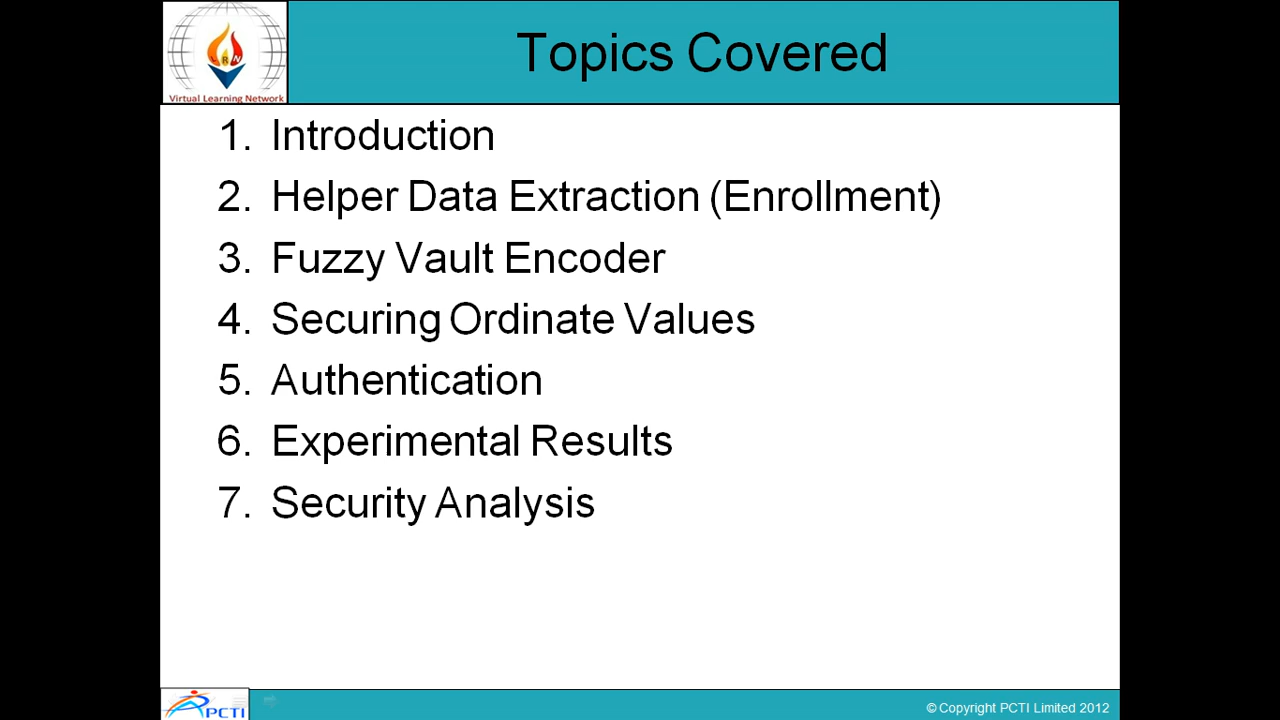 Topics Covered
LRN
Virtual Learning Network
1. Introduction
2. Helper Data Extraction (Enrollment)
3. Fuzzy Vault Encoder
4. Securing Ordinate Values
5. Authentication
6. Experimental Results
7. Security Analysis
PCTI
© Copyright PCTI Limited 2012